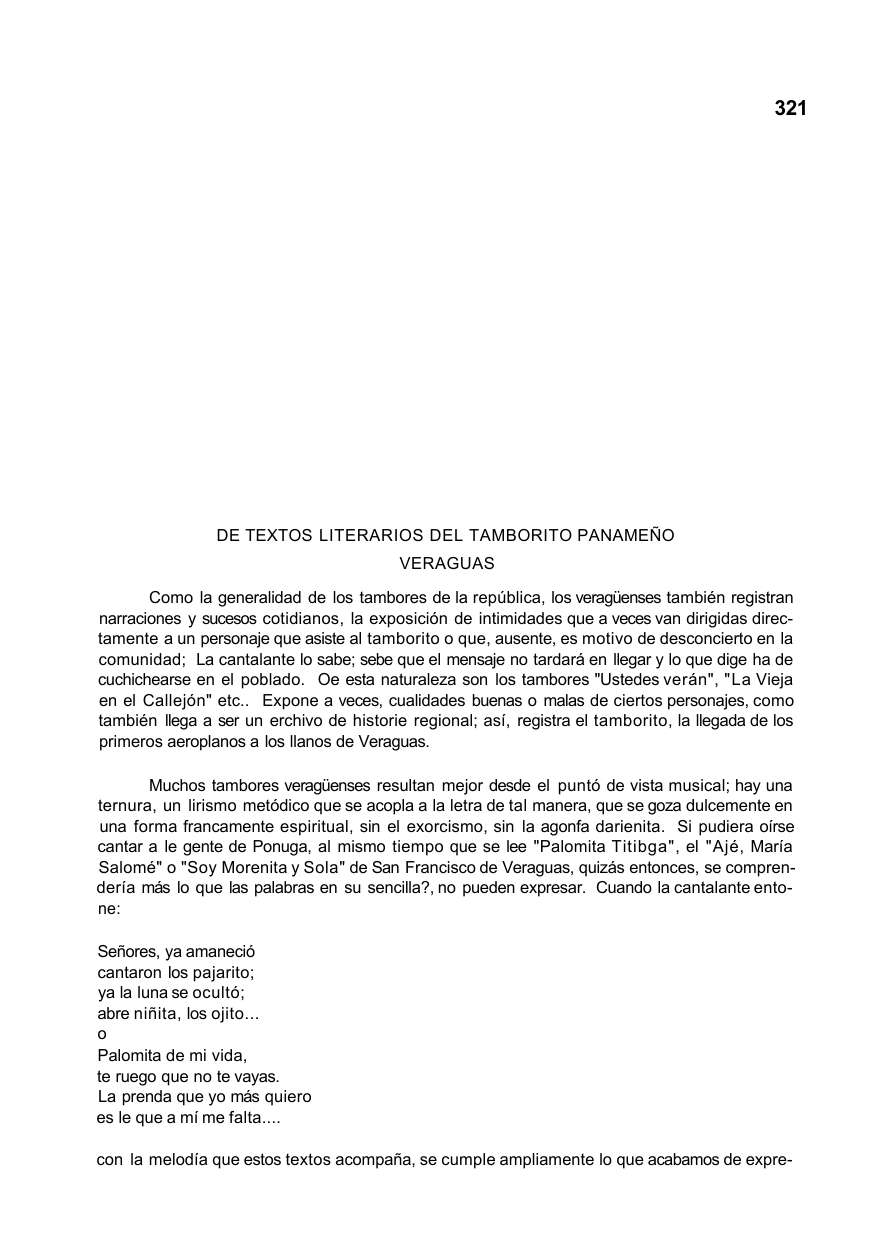 321
DE TEXTOS LITERARIOS DEL TAMBORITO PANAMEÑO
VERAGUAS
Como la generalidad de los tambores de la república, los veragüenses también registran
narraciones y sucesos cotidianos, la exposición de intimidades que a veces van dirigidas direc-
tamente a un personaje que asiste al tamborito o que, ausente, es motivo de desconcierto en la
comunidad; La cantalante lo sabe; sebe que el mensaje no tardará en llegar y lo que dige ha de
cuchichearse en el poblado. Oe esta naturaleza son los tambores "Ustedes verán", "La Vieja
en el Callejón" etc.. Expone a veces, cualidades buenas o malas de ciertos personajes, como
también llega a ser un erchivo de historie regional; así, registra el tamborito, la llegada de los
primeros aeroplanos a los llanos de Veraguas.
Muchos tambores veragüenses resultan mejor desde el puntó de vista musical; hay una
ternura, un lirismo metódico que se acopla a la letra de tal manera, que se goza dulcemente en
una forma francamente espiritual, sin el exorcismo, sin la agonfa darienita. Si pudiera oírse
cantar a le gente de Ponuga, al mismo tiempo que se lee "Palomita Titibga", el "Ajé, María
Salomé" o "Soy Morenita y Sola" de San Francisco de Veraguas, quizás entonces, se compren-
dería más lo que las palabras en su sencilla?, no pueden expresar. Cuando la cantalante ento-
ne:
Señores, ya amaneció
cantaron los pajarito;
ya la luna se ocultó;
abre niñita, los ojito...
o
Palomita de mi vida,
te ruego que no te vayas.
La prenda que yo más quiero
es le que a mí me falta....
con la melodía que estos textos acompaña, se cumple ampliamente lo que acabamos de expre-